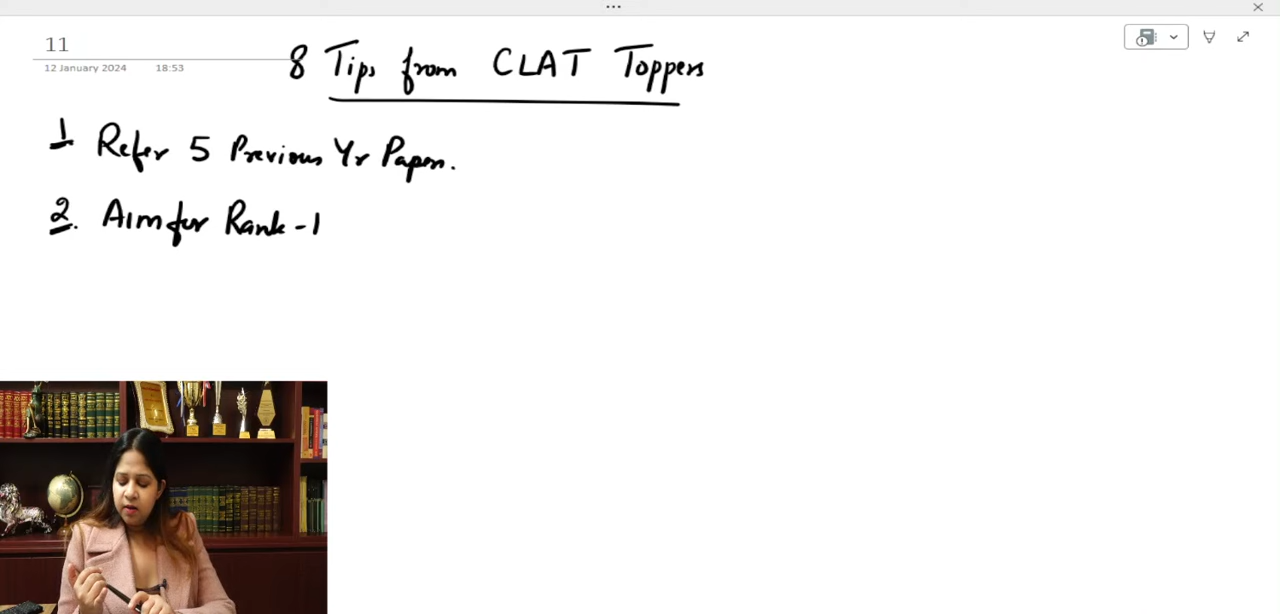 11
12 January 2024 18:53
8 Tips from CLAT Toppers
1 Refer 5 Previous Yr Papers.
2. Aim for Rank-1